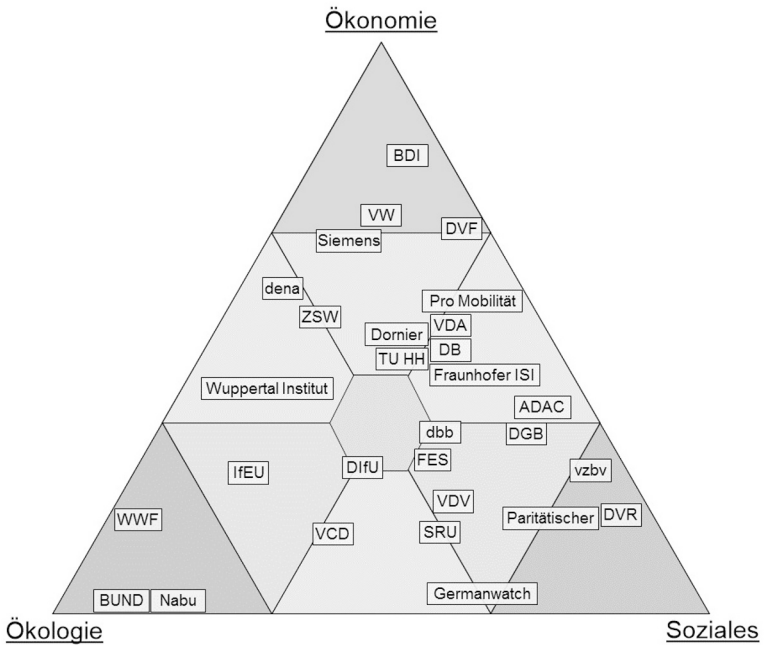 Ökonomie
BDI
VW
DVF
Siemens
dena
Pro Mobilität
ZSW
VDA
Dornier
DB
TU HH
Fraunhofer ISI
Wuppertal Institut
ADAC
dbb
DGB
FES
DIfU
IfEU
vzbv
VDV
WWF
Paritätischer
DVR
VCD
SRU
Germanwatch
BUND
Nabu
Ökologie
Soziales